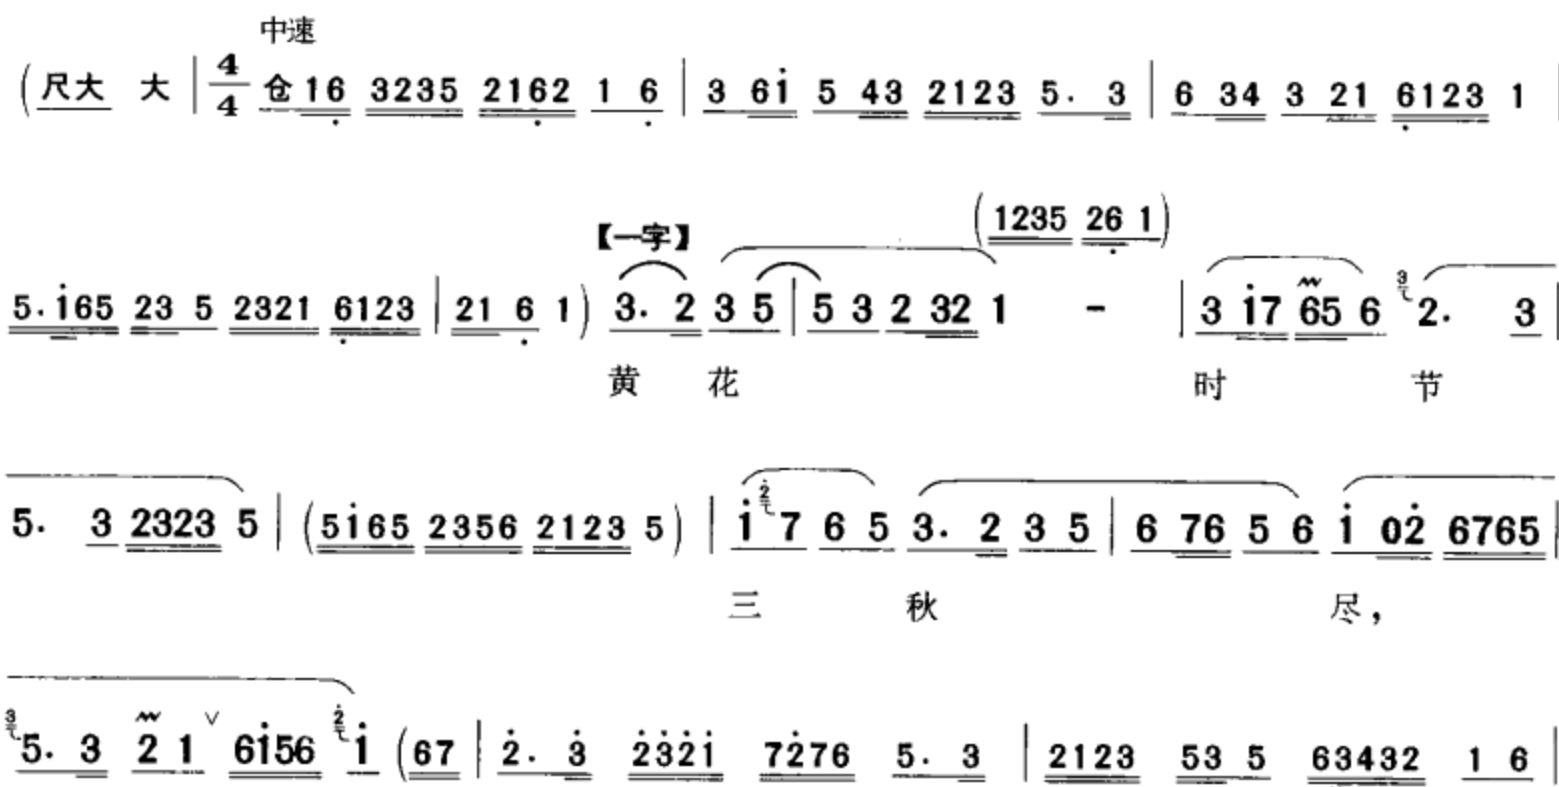 中速
(尺大 大 | 4/4 仓16 3235 2162 1 6 | 3 6i 5 43 2123 5. 3 | 6 34 3 21 6123 1 |
(1235 26 1)
【一字】
5.i65 23 5 2321 6123 | 21 6 1) 3. 2 3 5 | 5 3 2 32 1 - | 3 i7 65 6 3 2. 3 |
黄 花 时 节
5. 3 2323 5 | (5i65 2356 2123 5) | i 2 7 6 5 3. 2 3 5 | 6 76 5 6 i 02 6765 |
三 秋 尽，
3 5. 3 2 1 ∨ 6i56 2 i (67 | 2. 3 232i 7276 5. 3 | 2123 53 5 63432 1 6 |